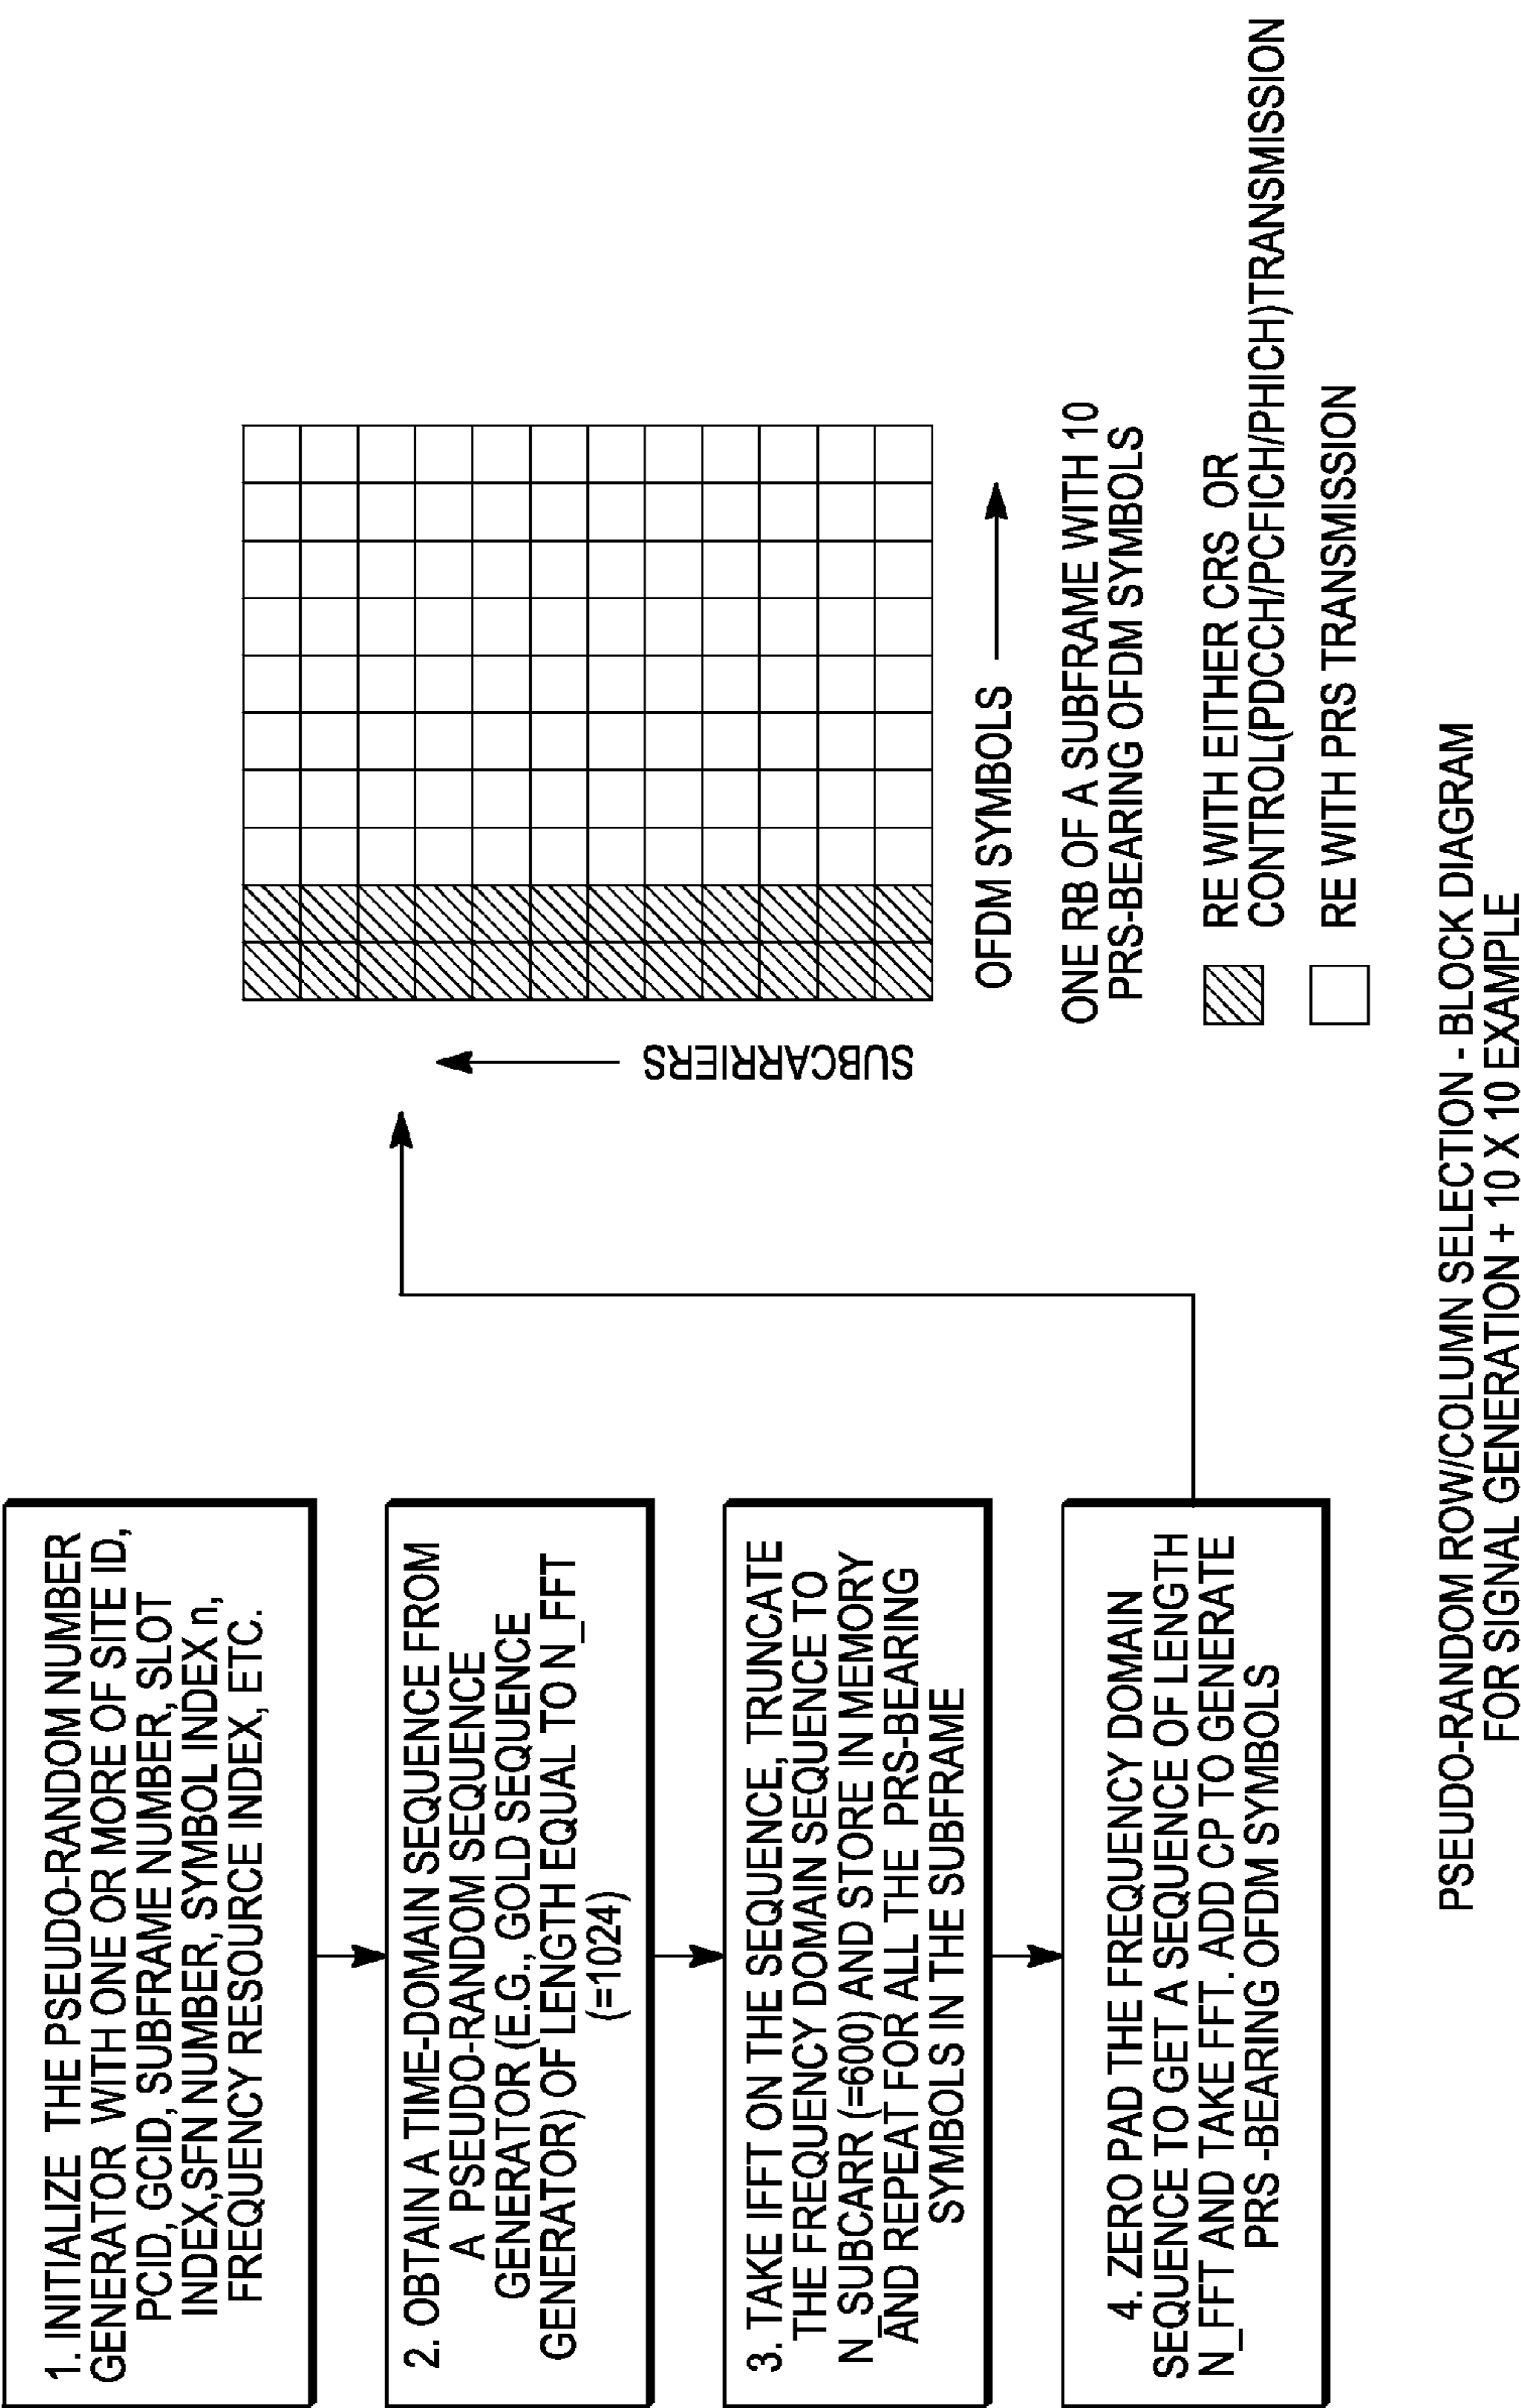 1. INITIALIZE THE PSEUDO-RANDOM NUMBER
GENERATOR WITH ONE OR MORE OF SITE ID,
PCID, GCID, SUBFRAME NUMBER, SLOT
INDEX,SFN NUMBER, SYMBOL INDEX n,
FREQUENCY RESOURCE INDEX, ETC.
2. OBTAIN A TIME-DOMAIN SEQUENCE FROM
A PSEUDO-RANDOM SEQUENCE
GENERATOR (E.G., GOLD SEQUENCE
GENERATOR) OF LENGTH EQUAL TO N_FFT
(=1024)
3. TAKE IFFT ON THE SEQUENCE, TRUNCATE
THE FREQUENCY DOMAIN SEQUENCE TO
N_SUBCARR (=600) AND STORE IN MEMORY
AND REPEAT FOR ALL THE PRS-BEARING
SYMBOLS IN THE SUBFRAME
4. ZERO PAD THE FREQUENCY DOMAIN
SEQUENCE TO GET A SEQUENCE OF LENGTH
N_FFT AND TAKE FFT. ADD CP TO GENERATE
PRS -BEARING OFDM SYMBOLS
SUBCARRIERS
OFDM SYMBOLS
ONE RB OF A SUBFRAME WITH 10
PRS-BEARING OFDM SYMBOLS
RE WITH EITHER CRS OR
CONTROL(PDCCH/PCFICH/PHICH)TRANSMISSION
RE WITH PRS TRANSMISSION
PSEUDO-RANDOM ROW/COLUMN SELECTION - BLOCK DIAGRAM
FOR SIGNAL GENERATION + 10 X 10 EXAMPLE